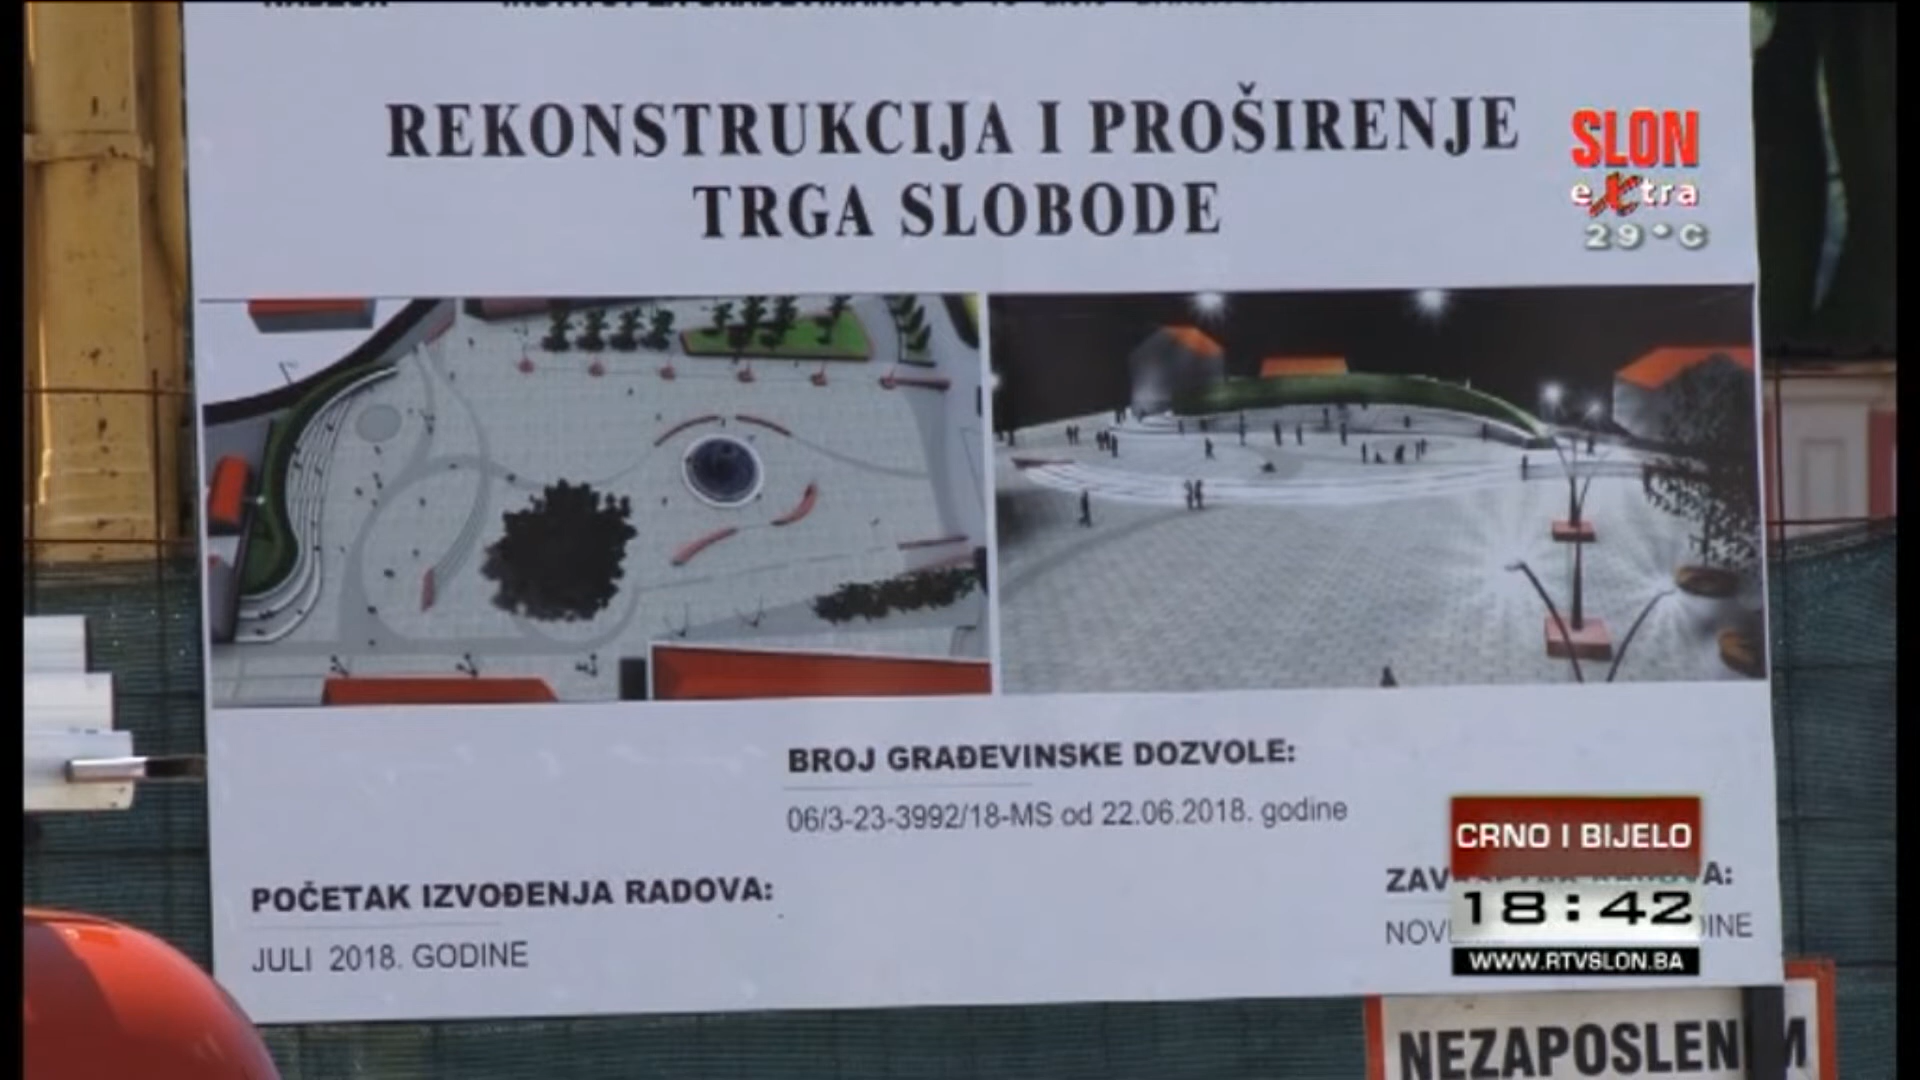 REKONSTRUKCIJA I PROŠIRENJE
TRGA SLOBODE
SLON
extra
29°C
BROJ GRAĐEVINSKE DOZVOLE:
06/3-23-3992/18-MS od 22.06.2018. godine
POČETAK IZVOĐENJA RADOVA:
JULI 2018. GODINE
CRNO I BIJELO
18:42
WWW.RTVSLON.BA
NEZAPOSLENIM